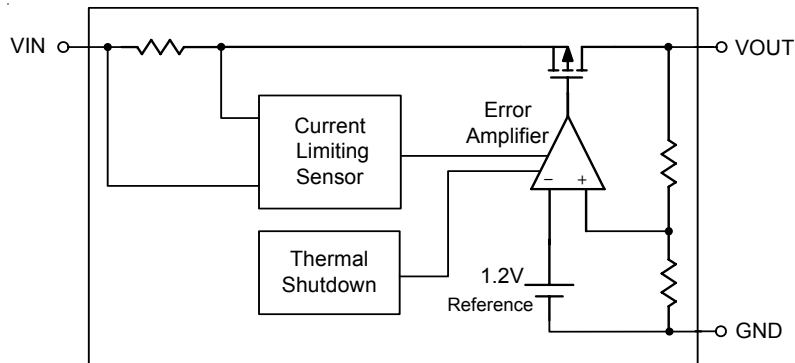 VIN
VOUT
Error
Amplifier
Current
Limiting
Sensor
− +
Thermal
Shutdown
1.2V
Reference
GND